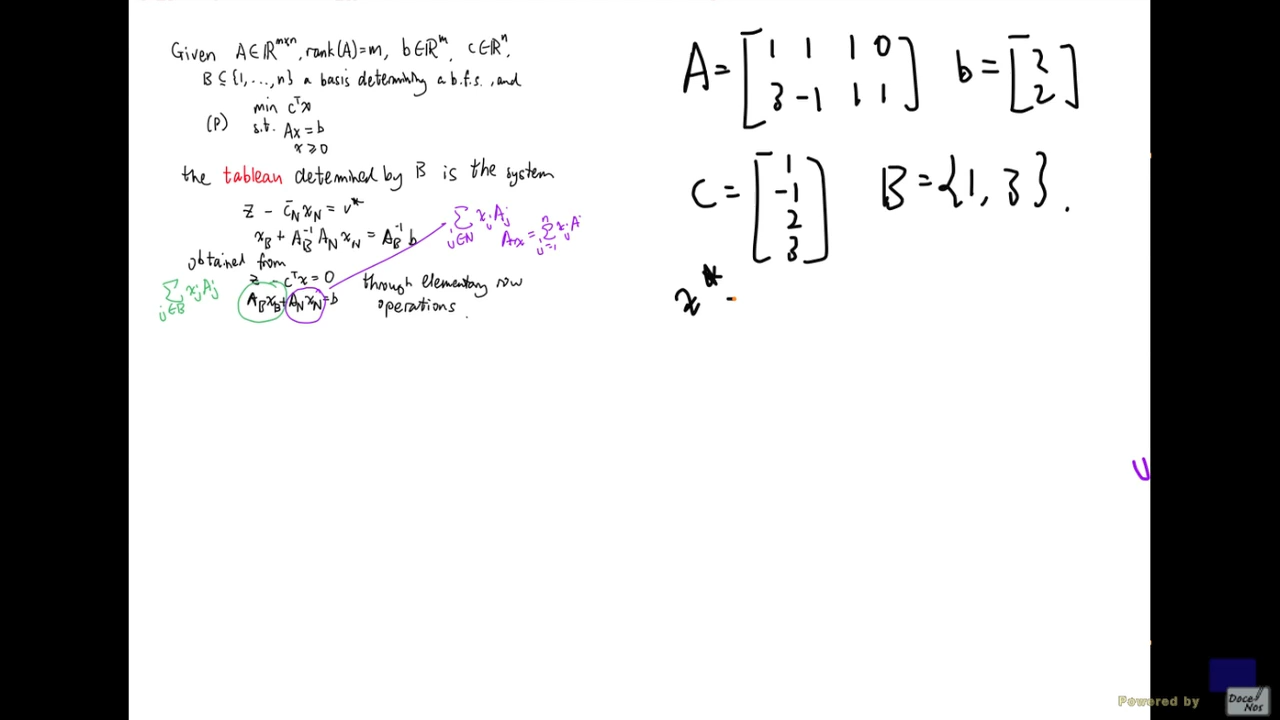 Given A∈ℝ^{m×n}, rank(A)=m, b∈ℝ^m, c∈ℝ^n,
B ⊆ {1,...,n} a basis determining a b.f.s., and
min c^T x
(P) s.t. Ax = b
x ≥ 0
the tableau determined by B is the system
z - c̄_N x_N = v*
x_B + A_B^{-1} A_N x_N = A_B^{-1} b
obtained from
z - c^T x = 0
A_B x_B + A_N x_N = b
through elementary row
operations.
∑_{j∈B} x_j A_j
∑_{j∈N} x_j A_j
Ax = ∑_{j=1}^{n} x_j A
A = [1 1 1 0; 3 -1 1 1] b = [2; 2]
C = [1; -1; 2; 3] B = {1, 3}.
x* -
Powered by
Doce
Nos